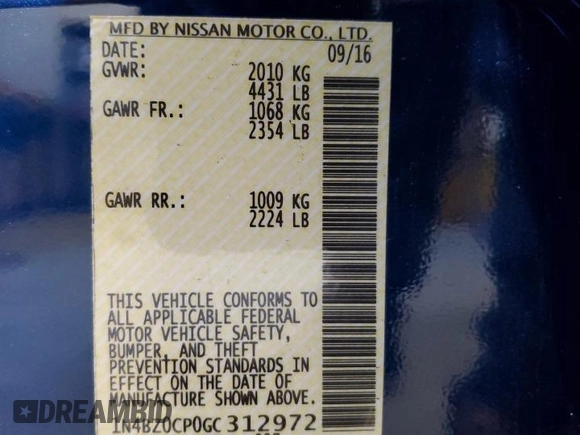 MFD BY NISSAN MOTOR CO., LTD.
DATE: 09/16
GVWR: 2010 KG
4431 LB
GAWR FR.: 1068 KG
2354 LB
GAWR RR.: 1009 KG
2224 LB
THIS VEHICLE CONFORMS TO
ALL APPLICABLE FEDERAL
MOTOR VEHICLE SAFETY,
BUMPER, AND THEFT
PREVENTION STANDARDS IN
EFFECT ON THE DATE OF
MANUFACTURE SHOWN ABOVE.
1N4BZ0CP0GC 312972
DREAMBID